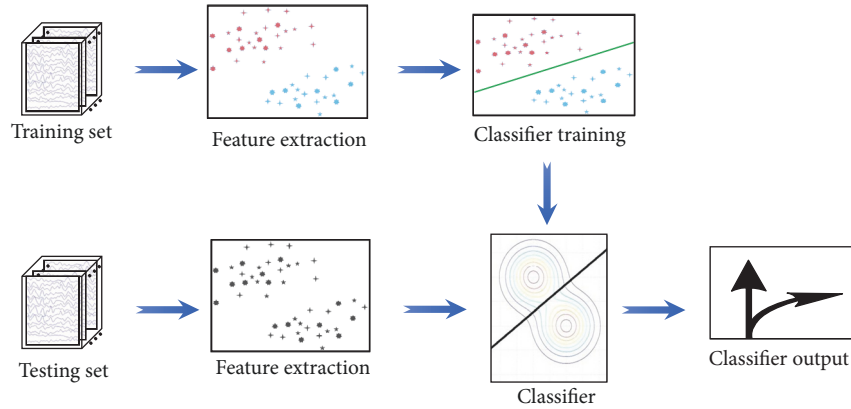 Training set
Feature extraction
Classifier training
Testing set
Feature extraction
Classifier
Classifier output